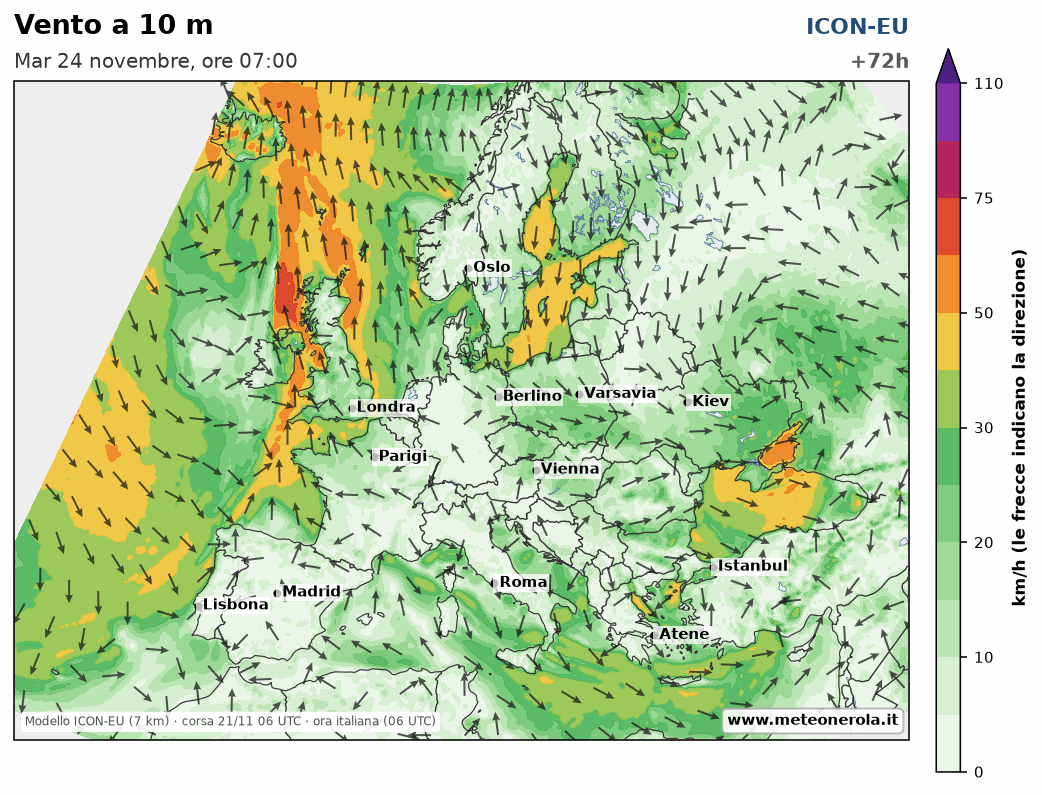 Vento a 10 m
ICON-EU
Mar 24 novembre, ore 07:00
+72h
110
75
50
30
20
10
0
km/h (le frecce indicano la direzione)
Oslo
Berlino
Varsavia
Kiev
Londra
Parigi
Vienna
Istanbul
Roma
Madrid
Lisbona
Atene
Modello ICON-EU (7 km) · corsa 21/11 06 UTC · ora italiana (06 UTC)
www.meteonerola.it